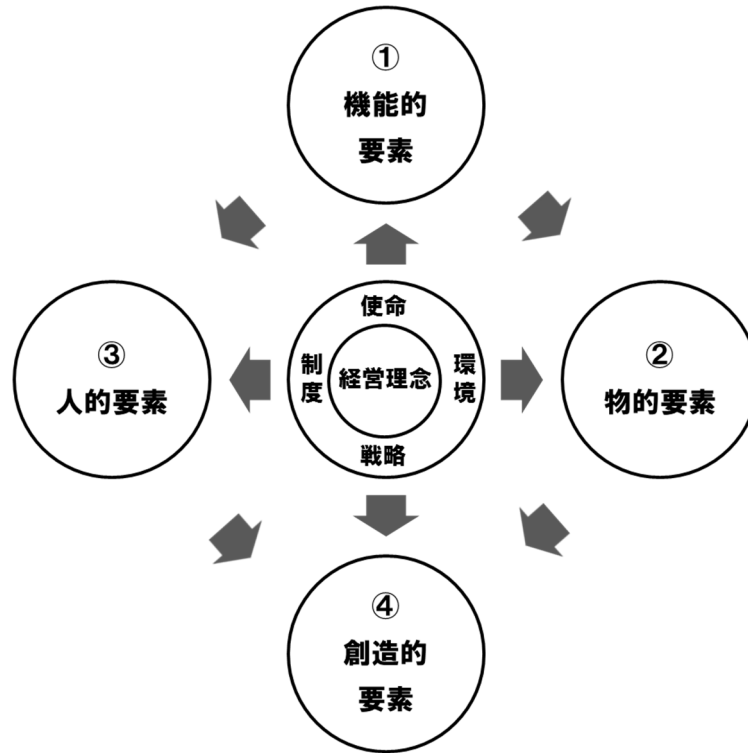 ①
機能的
要素
③
人的要素
使命
制度
経営理念
環境
戦略
②
物的要素
④
創造的
要素